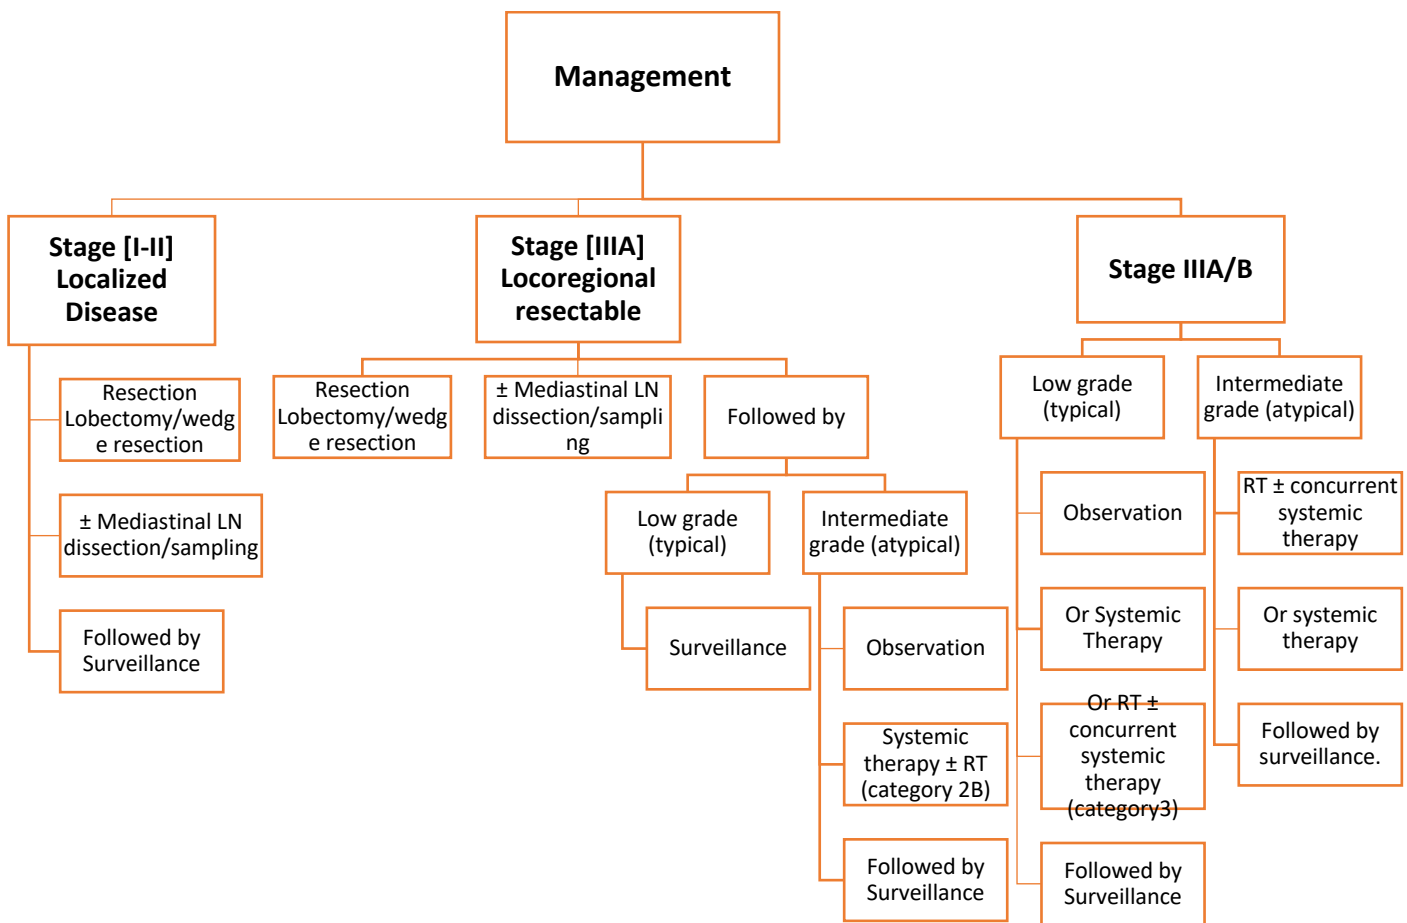 Management
Stage [I-II]
Localized
Disease
Resection
Lobectomy/wedg
e resection
± Mediastinal LN
dissection/sampling
Followed by
Surveillance
Stage [IIIA]
Locoregional
resectable
Resection
Lobectomy/wedg
e resection
± Mediastinal LN
dissection/sampli
ng
Followed by
Low grade
(typical)
Surveillance
Intermediate
grade (atypical)
Observation
Systemic
therapy ± RT
(category 2B)
Followed by
Surveillance
Stage IIIA/B
Low grade
(typical)
Observation
Or Systemic
Therapy
Or RT ±
concurrent
systemic
therapy
(category3)
Followed by
Surveillance
Intermediate
grade (atypical)
RT ± concurrent
systemic
therapy
Or systemic
therapy
Followed by
surveillance.